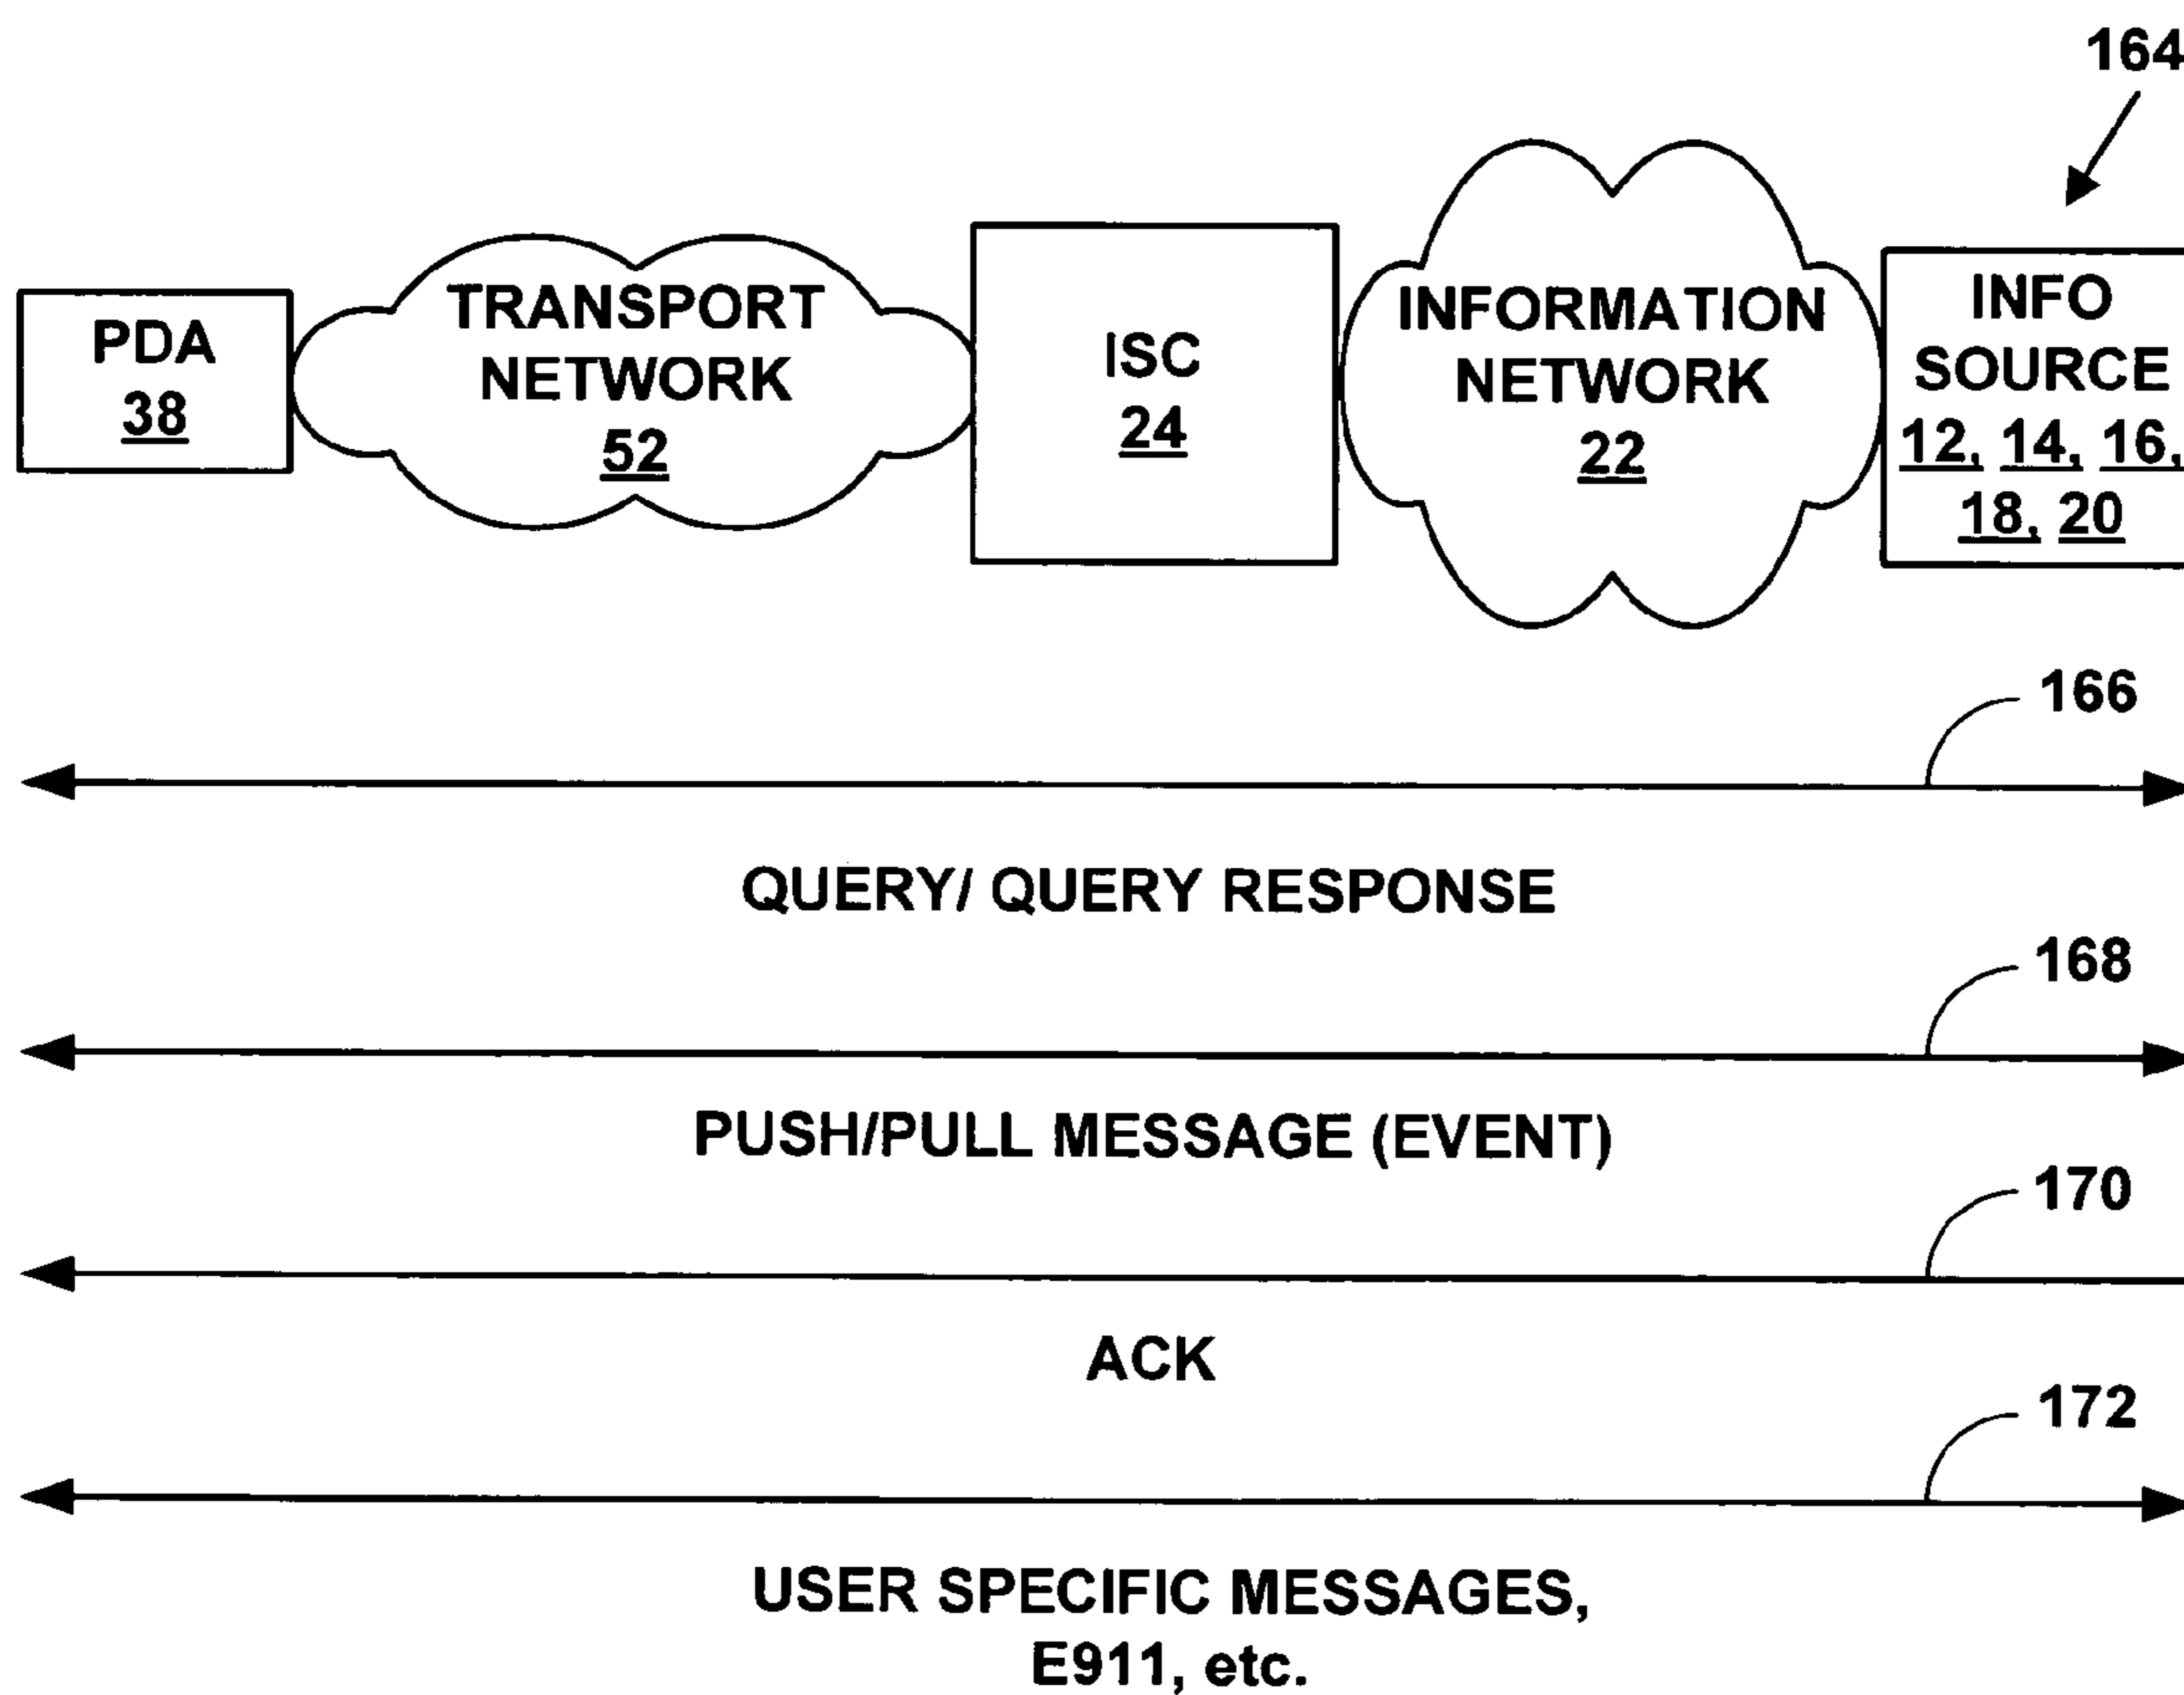 164
PDA
38
TRANSPORT
NETWORK
52
ISC
24
INFORMATION
NETWORK
22
INFO
SOURCE
12, 14, 16,
18, 20
166
QUERY/ QUERY RESPONSE
168
PUSH/PULL MESSAGE (EVENT)
170
ACK
172
USER SPECIFIC MESSAGES,
E911, etc.